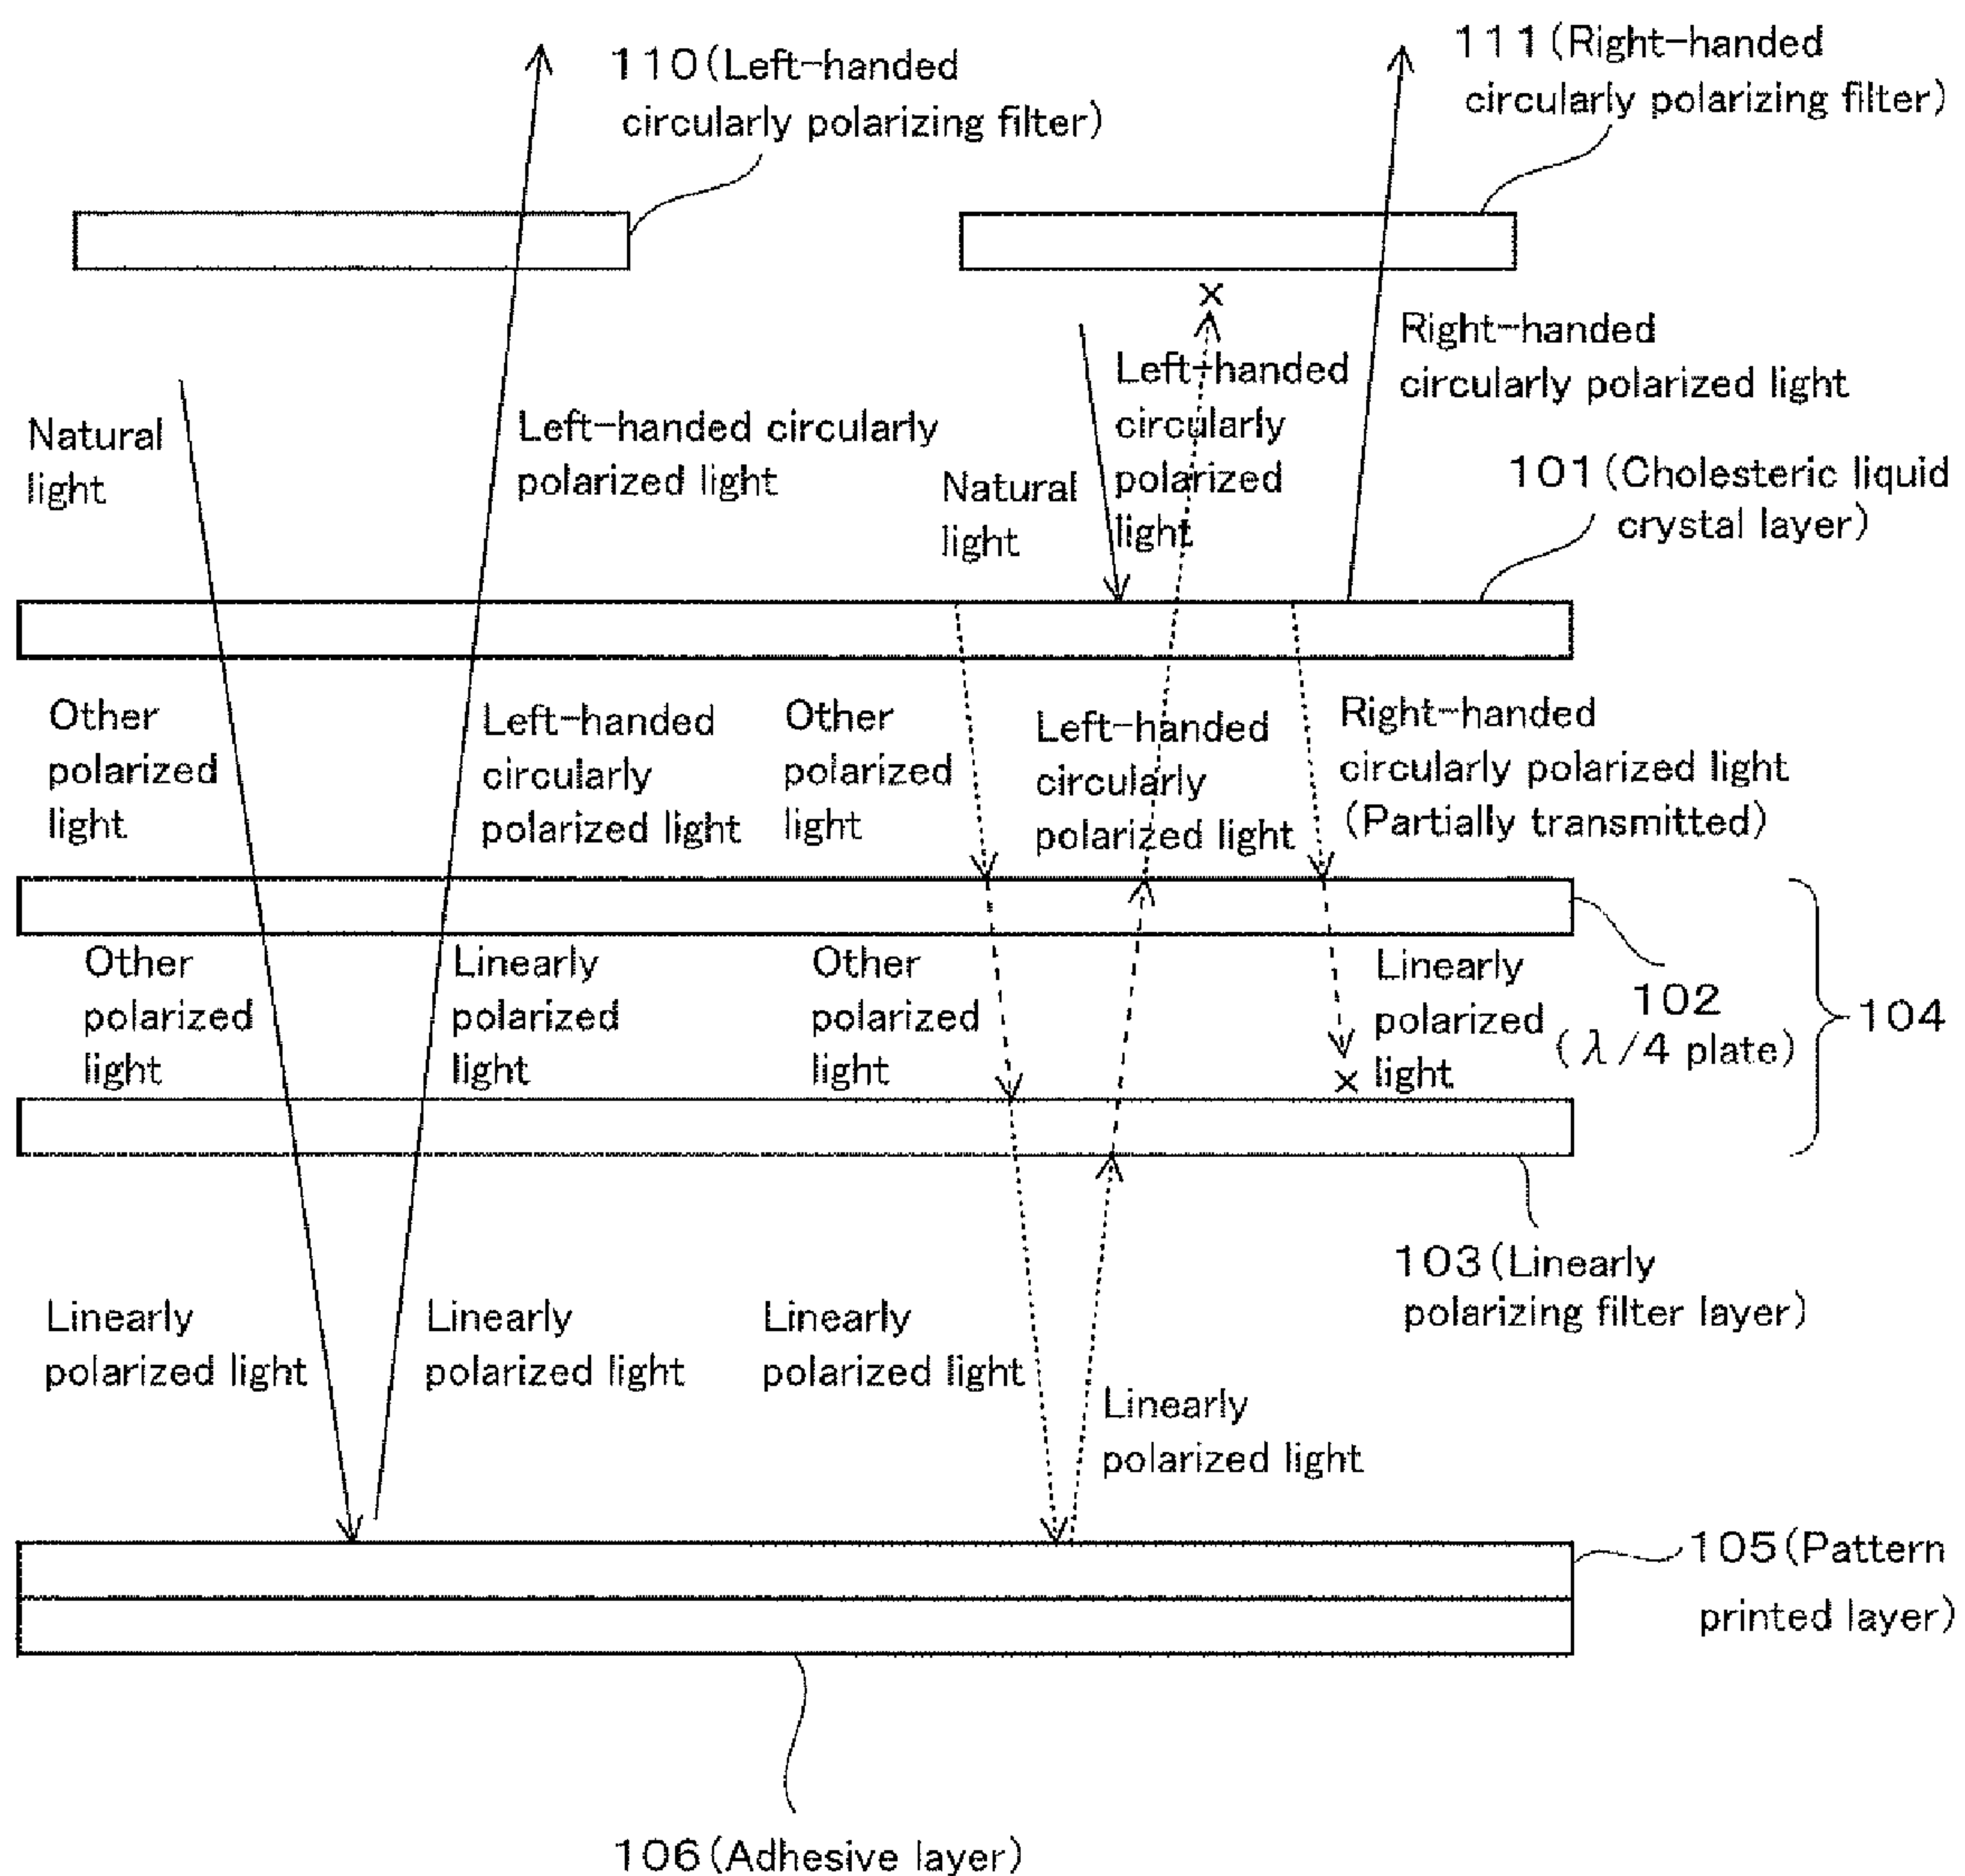 110(Left-handed
circularly polarizing filter)
111(Right-handed
circularly polarizing filter)
×
Right-handed
circularly polarized light
Left-handed
circularly
polarized
light
Natural
light
Left-handed circularly
polarized light
Natural
light
101(Cholesteric liquid
crystal layer)
Other
polarized
light
Left-handed
circularly
polarized light
Other
polarized
light
Left-handed
circularly
polarized light
Right-handed
circularly polarized light
(Partially transmitted)
Other
polarized
light
Linearly
polarized
light
Other
polarized
light
Linearly
polarized
light
×
102
(λ/4 plate)
104
103(Linearly
polarizing filter layer)
Linearly
polarized light
Linearly
polarized light
Linearly
polarized light
Linearly
polarized light
105(Pattern
printed layer)
106(Adhesive layer)